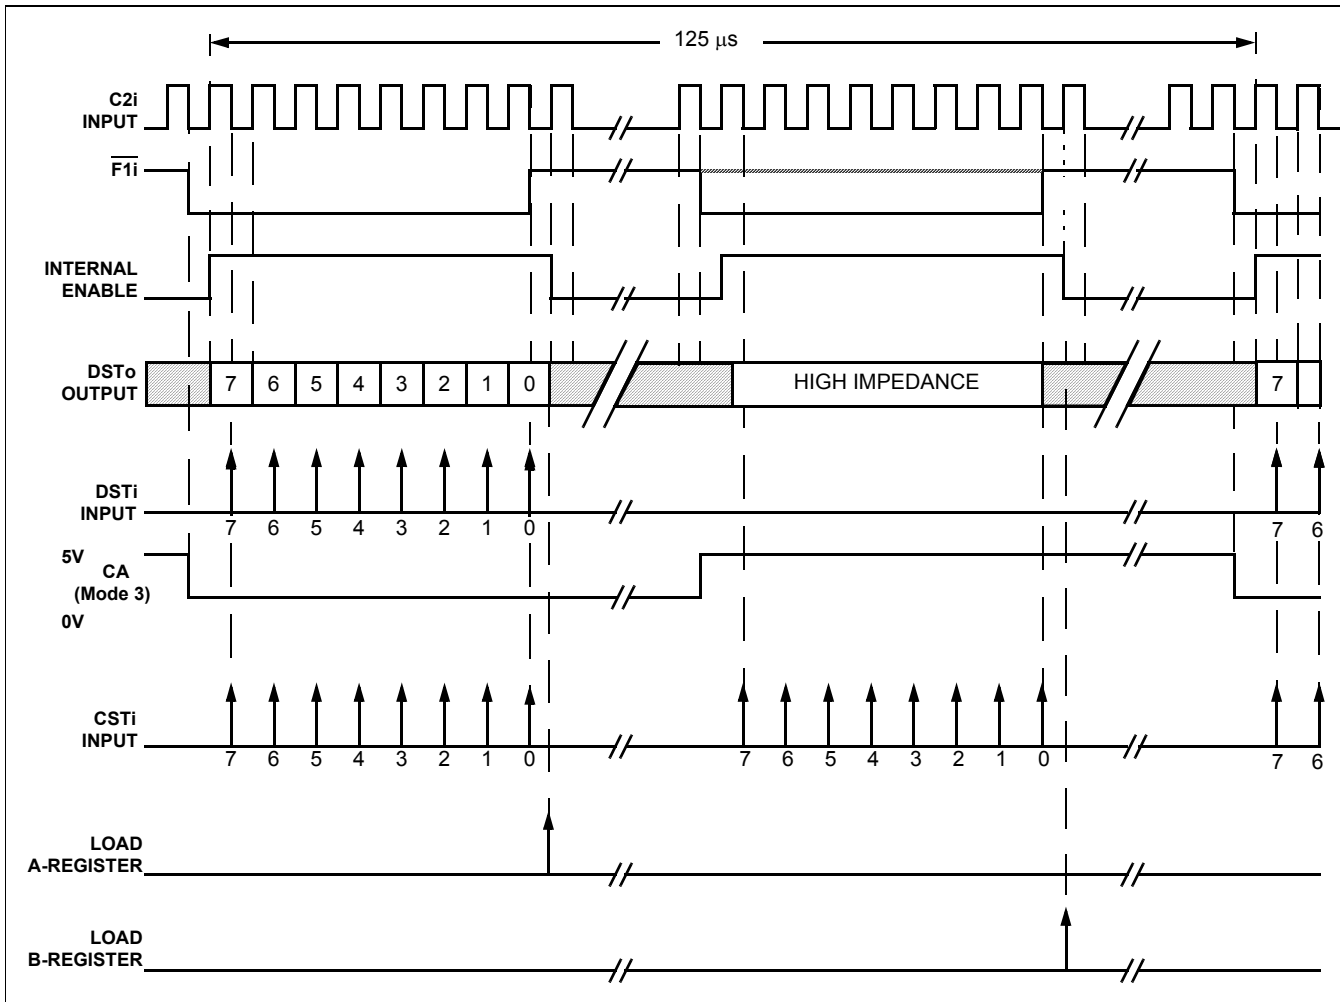 125 µs
C2i
INPUT
F1i
INTERNAL
ENABLE
DSTo
OUTPUT
7 6 5 4 3 2 1 0
HIGH IMPEDANCE
7
DSTi
INPUT
7 6 5 4 3 2 1 0
7 6
5V
CA
(Mode 3)
0V
CSTi
INPUT
7 6 5 4 3 2 1 0
7 6 5 4 3 2 1 0
7 6
LOAD
A-REGISTER
LOAD
B-REGISTER